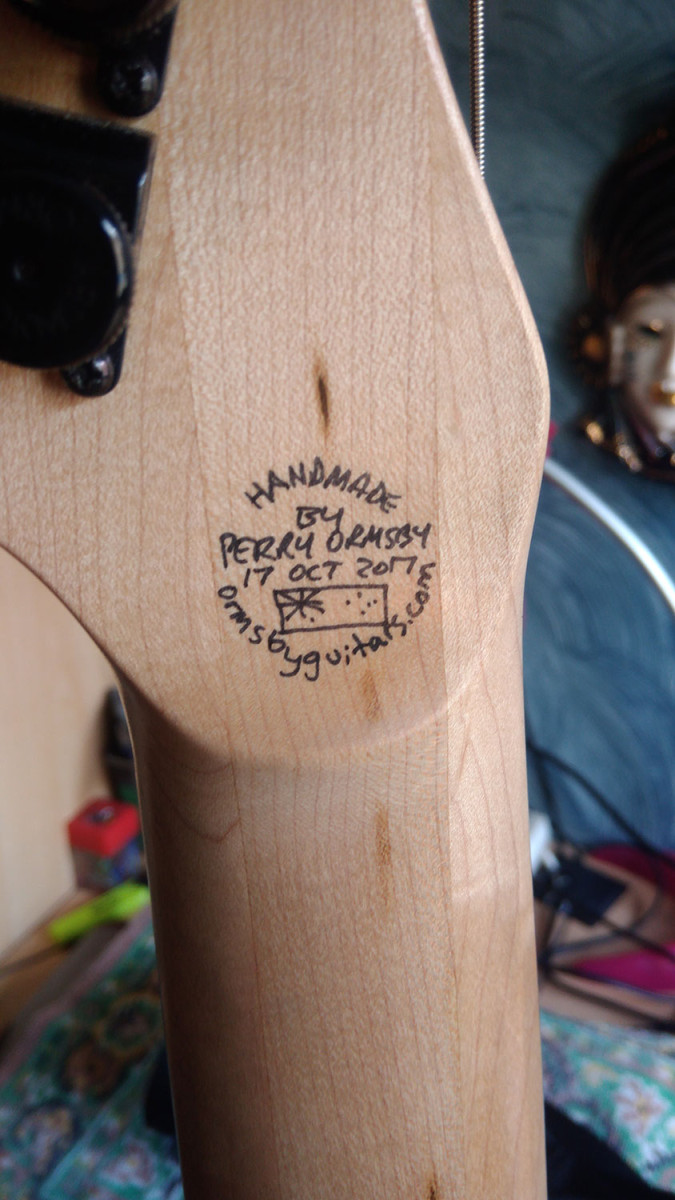 HANDMADE
BY
PERRY ORMSBY
17 OCT 2017
ormsbyguitars.com